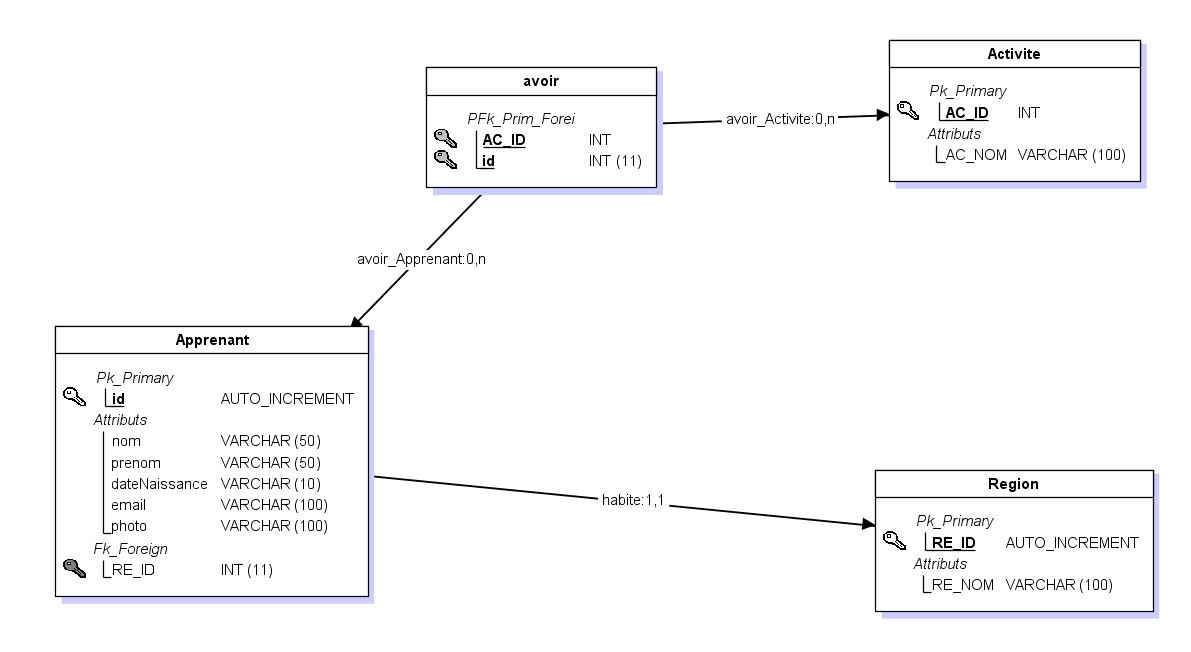 avoir
PFk_Prim_Forei
AC_ID INT
id INT (11)
avoir_Activite:0,n
Activite
Pk_Primary
AC_ID INT
Attributs
AC_NOM VARCHAR (100)
avoir_Apprenant:0,n
Apprenant
Pk_Primary
id AUTO_INCREMENT
Attributs
nom VARCHAR (50)
prenom VARCHAR (50)
dateNaissance VARCHAR (10)
email VARCHAR (100)
photo VARCHAR (100)
Fk_Foreign
RE_ID INT (11)
habite:1,1
Region
Pk_Primary
RE_ID AUTO_INCREMENT
Attributs
RE_NOM VARCHAR (100)